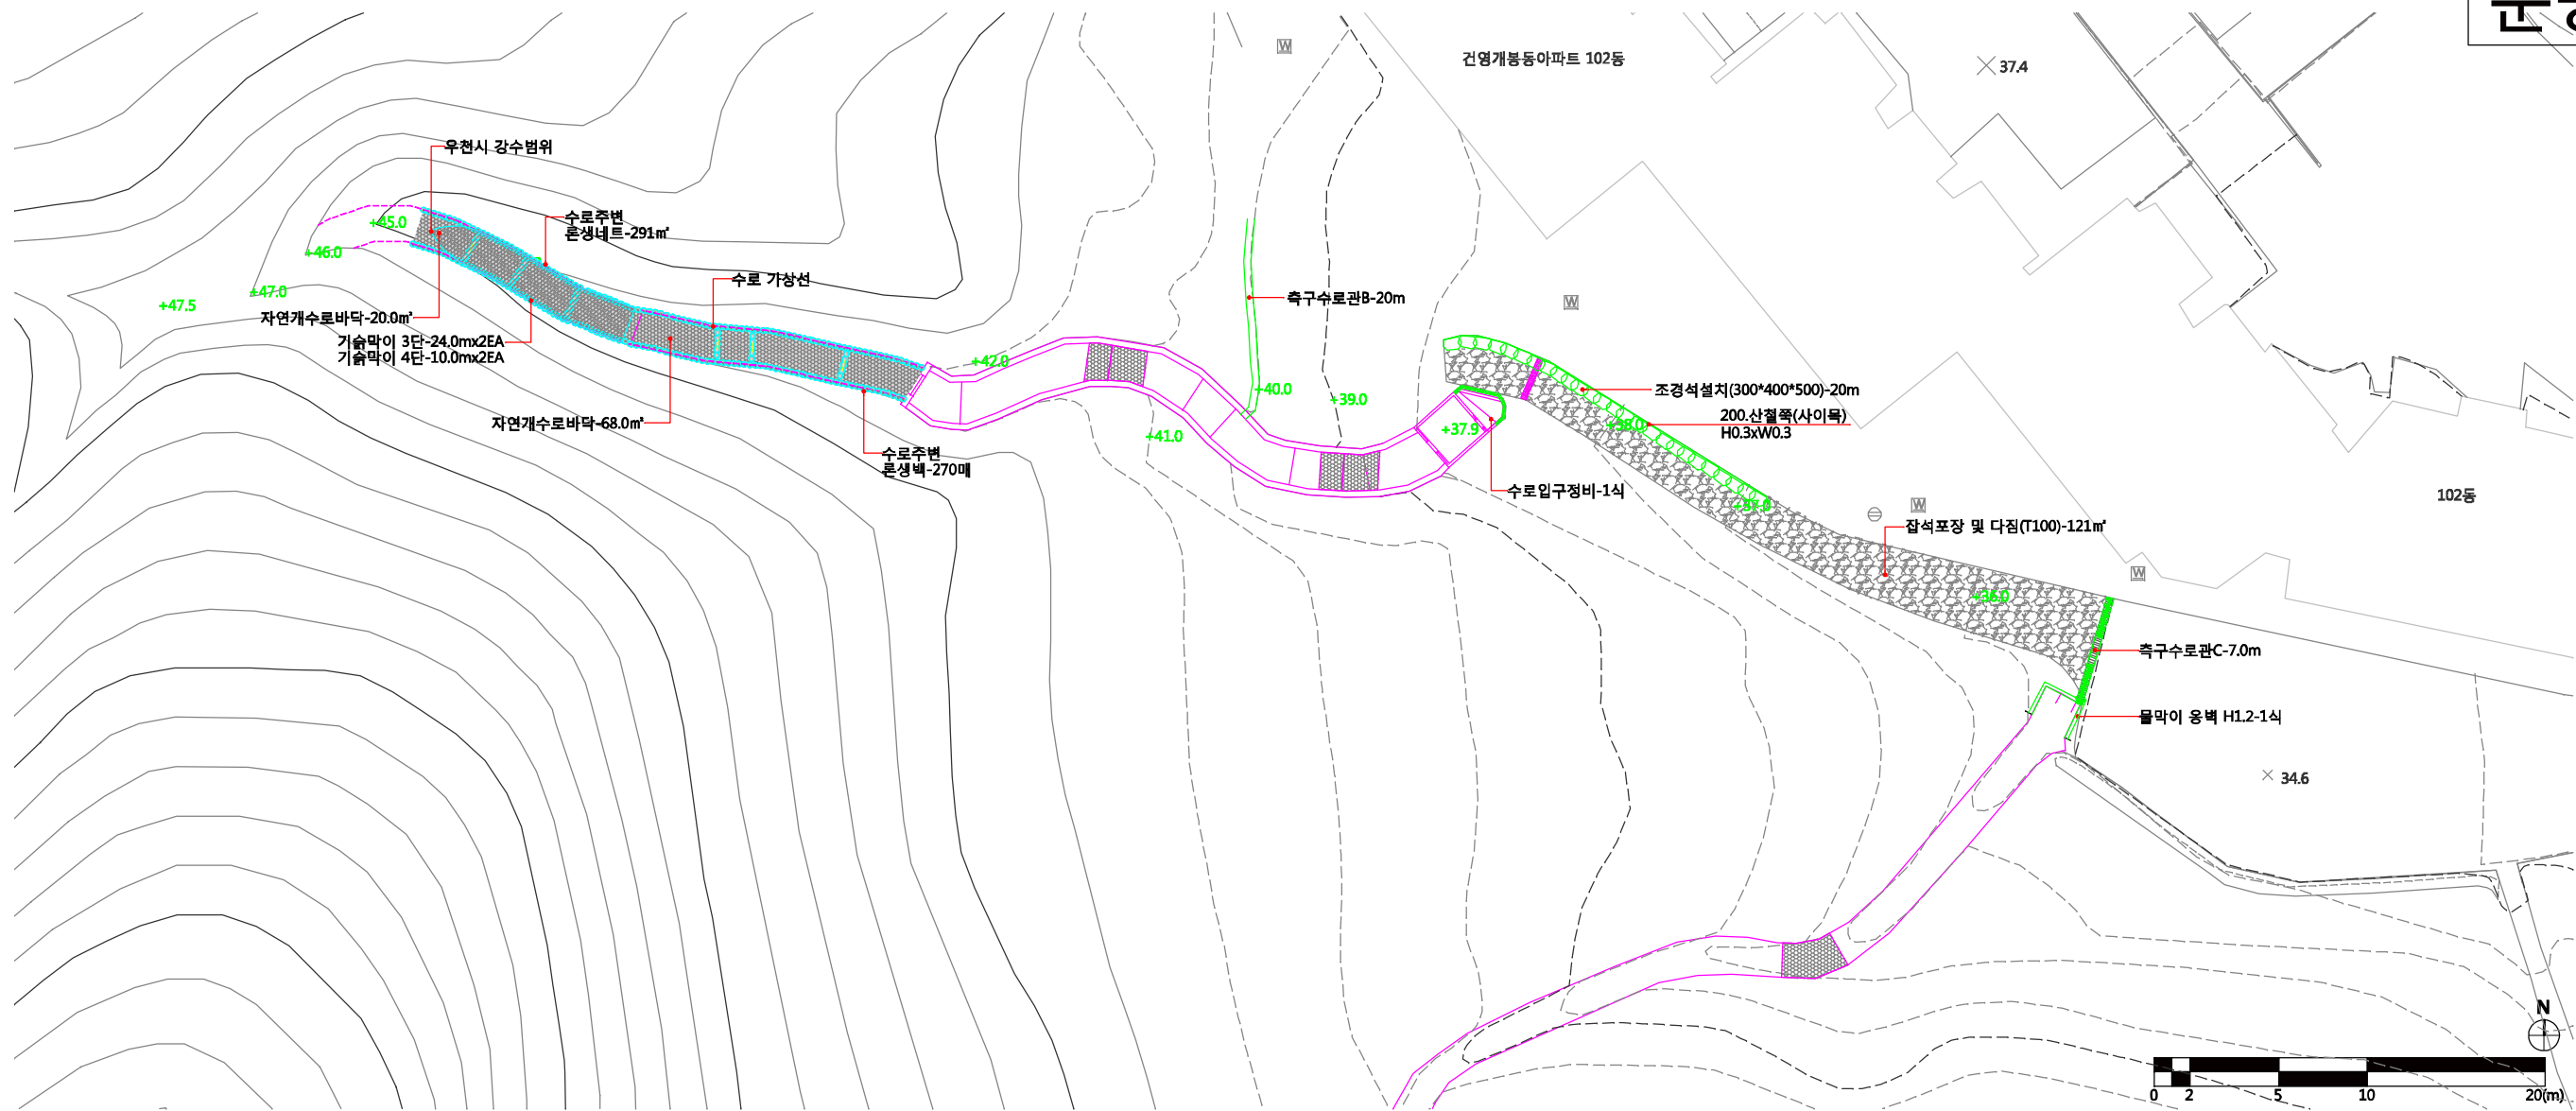 건영개봉동아파트 102동
37.4
우천시 강수범위
+45.0
수로주변
론생네트-291㎡
+46.0
수로 가상선
+47.0
+47.5
측구수로관B-20m
자연개수로바닥-20.0㎡
기슭막이 3단-24.0mx2EA
기슭막이 4단-10.0mx2EA
+42.0
+40.0
+39.0
조경석설치(300*400*500)-20m
200.산철쭉(사이목)
H0.3xW0.3
자연개수로바닥-68.0㎡
+41.0
+37.9
+38.0
수로주변
론생백-270매
수로입구정비-1식
+37.0
102동
잡석포장 및 다짐(T100)-121㎡
+36.0
측구수로관C-7.0m
물막이 옹벽 H1.2-1식
34.6
W
W
W
W
N
0 2 5 10 20(m)